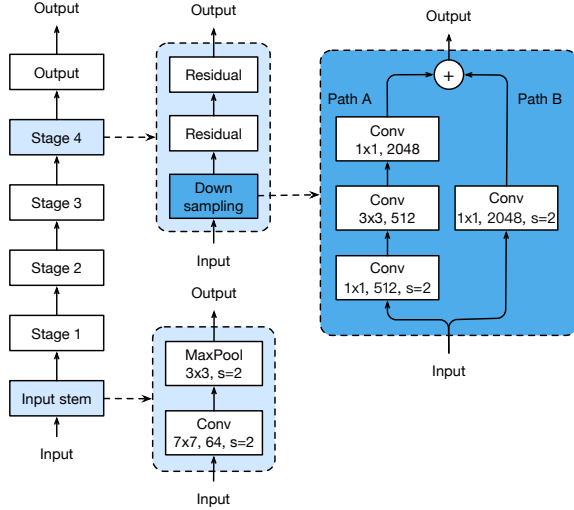 Output
Output
Stage 4
Stage 3
Stage 2
Stage 1
Input stem
Input
Output
Residual
Residual
Down
sampling
Input
Output
MaxPool
3x3, s=2
Conv
7x7, 64, s=2
Input
Output
+
Path A
Path B
Conv
1x1, 2048
Conv
3x3, 512
Conv
1x1, 2048, s=2
Conv
1x1, 512, s=2
Input